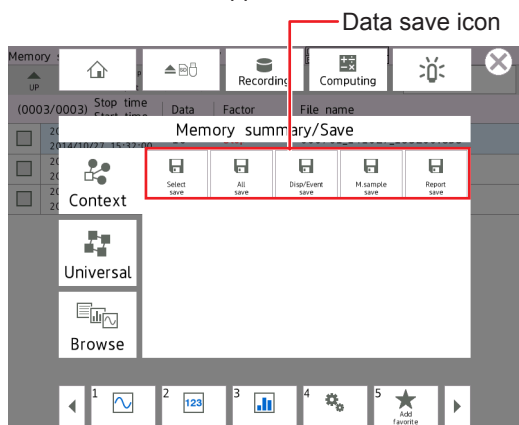 Data save icon
Memory
UP
Recording
Computing
(0003/0003)
Stop time
Data
Factor
File name
Memory summary/Save
2014/10/27 15:32:00
Context
Select save
All save
Disp/Event save
M.sample save
Report save
Universal
Browse
1
2
123
3
4
5
Add favorite